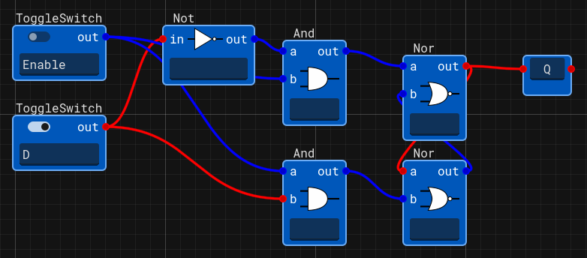 ToggleSwitch
out
Enable
ToggleSwitch
out
D
Not
in out
And
a out
b
And
a out
b
Nor
a out
b
Nor
a out
b
Q